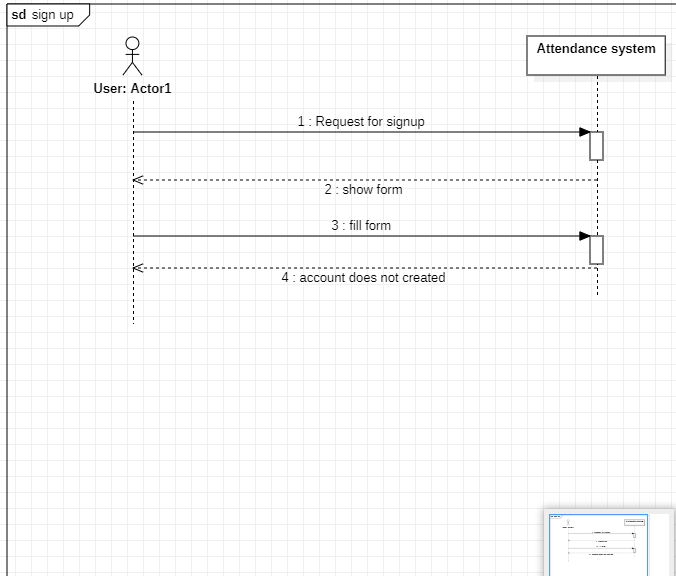 sd sign up
User: Actor1
Attendance system
1 : Request for signup
2 : show form
3 : fill form
4 : account does not created